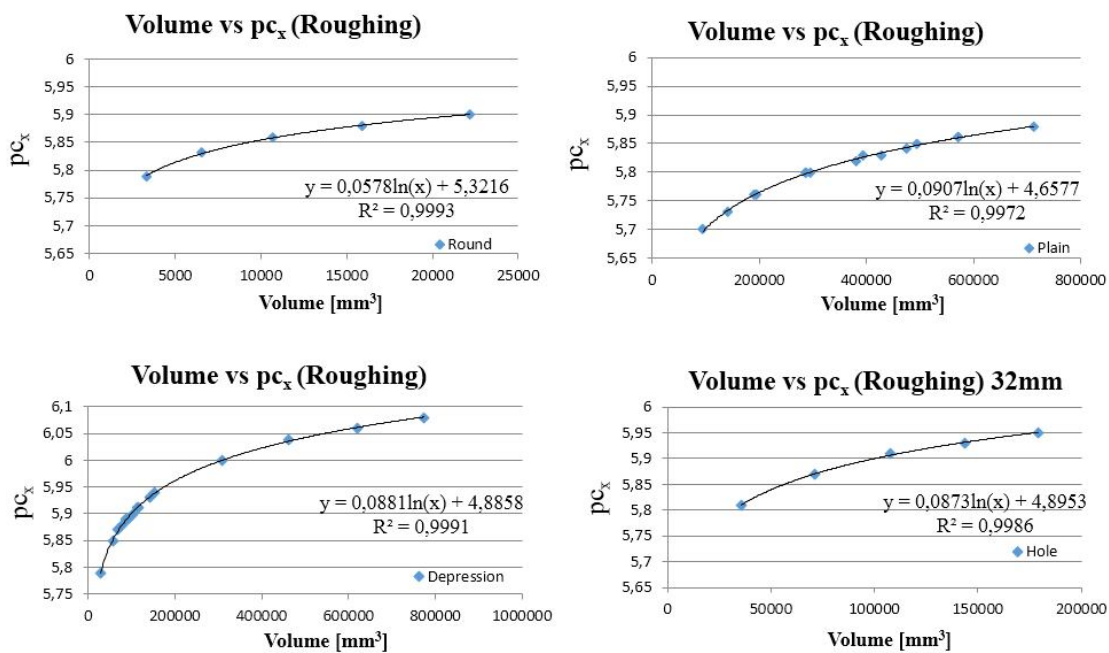 Volume vs pcₓ (Roughing)
6
5,95
5,9
5,85
5,8
5,75
5,7
5,65
pcₓ
y = 0,0578ln(x) + 5,3216
R² = 0,9993
Round
0 5000 10000 15000 20000 25000
Volume [mm³]
Volume vs pcₓ (Roughing)
6
5,95
5,9
5,85
5,8
5,75
5,7
5,65
pcₓ
y = 0,0907ln(x) + 4,6577
R² = 0,9972
Plain
0 200000 400000 600000 800000
Volume [mm³]
Volume vs pcₓ (Roughing)
6,1
6,05
6
5,95
5,9
5,85
5,8
5,75
pcₓ
y = 0,0881ln(x) + 4,8858
R² = 0,9991
Depression
0 200000 400000 600000 800000 1000000
Volume [mm³]
Volume vs pcₓ (Roughing) 32mm
6
5,95
5,9
5,85
5,8
5,75
5,7
5,65
pcₓ
y = 0,0873ln(x) + 4,8953
R² = 0,9986
Hole
0 50000 100000 150000 200000
Volume [mm³]